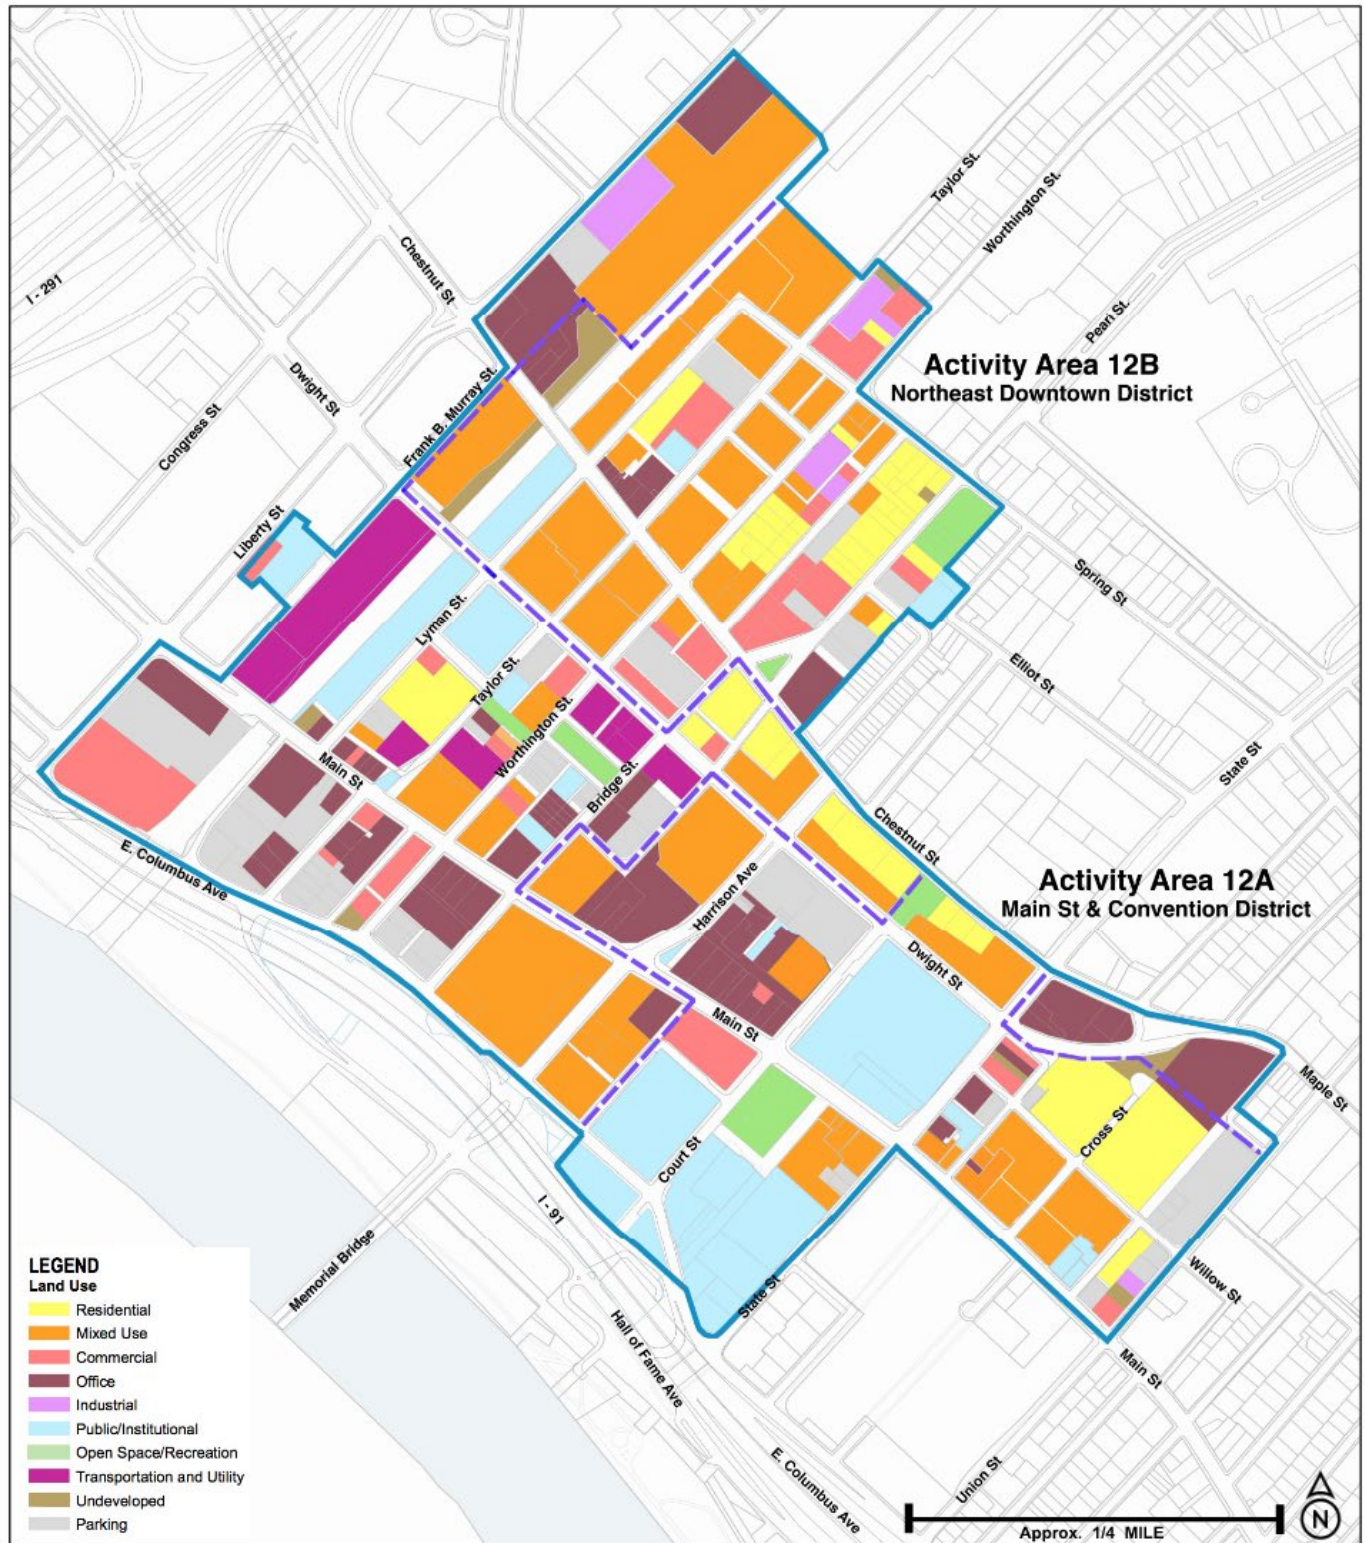 Taylor St.
Worthington St.
Chestnut St
I - 291
Pearl St.
Activity Area 12B
Northeast Downtown District
Dwight St
Frank B. Murray St.
Congress St
Liberty St
Spring St
Lyman St.
Elliot St
Taylor St.
Worthington St.
State St
Main St
Bridge St.
Chestnut St
E. Columbus Ave
Harrison Ave
Activity Area 12A
Main St & Convention District
Dwight St
Main St
Maple St
Cross St
Court St
I - 91
Memorial Bridge
State St
Willow St
Hall of Fame Ave
Main St
E. Columbus Ave
Union St
LEGEND
Land Use
Residential
Mixed Use
Commercial
Office
Industrial
Public/Institutional
Open Space/Recreation
Transportation and Utility
Undeveloped
Parking
Approx. 1/4 MILE
N